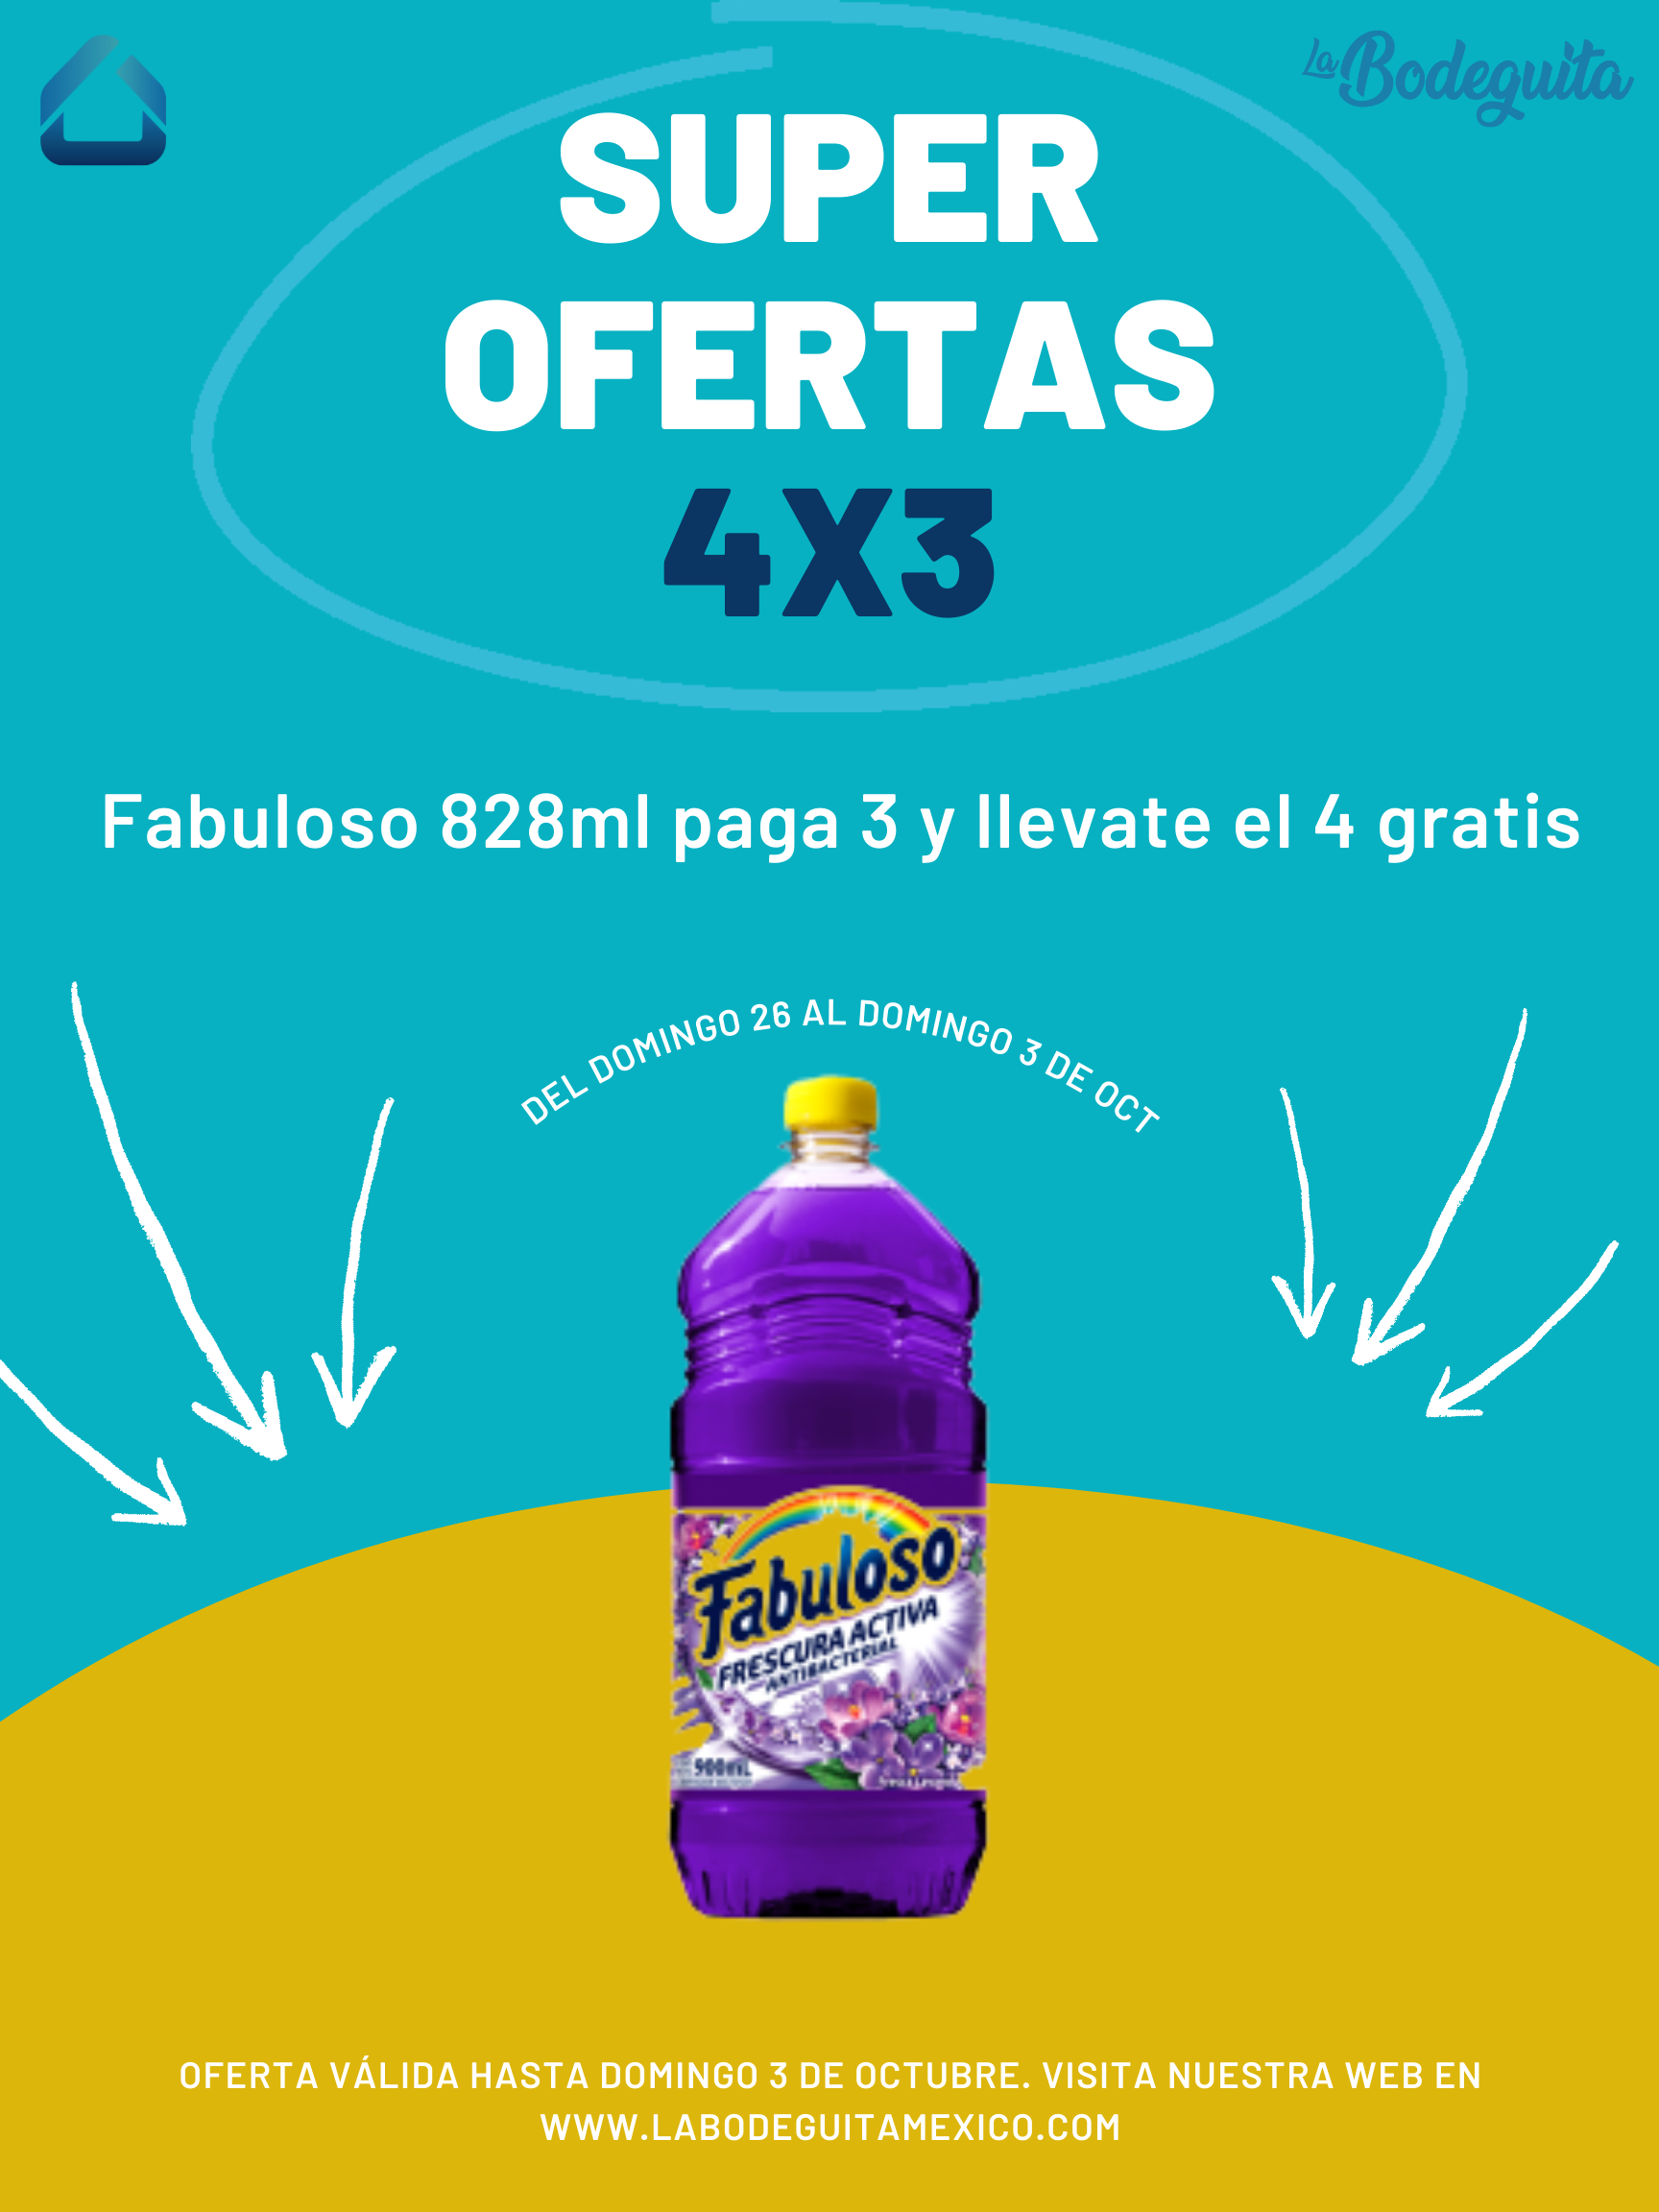 La Bodeguita
SUPER
OFERTAS
4X3
Fabuloso 828ml paga 3 y llevate el 4 gratis
DEL DOMINGO 26 AL DOMINGO 3 DE OCT
Fabuloso
FRESCURA ACTIVA
ANTIBACTERIAL
900mL
OFERTA VÁLIDA HASTA DOMINGO 3 DE OCTUBRE. VISITA NUESTRA WEB EN
WWW.LABODEGUITAMEXICO.COM